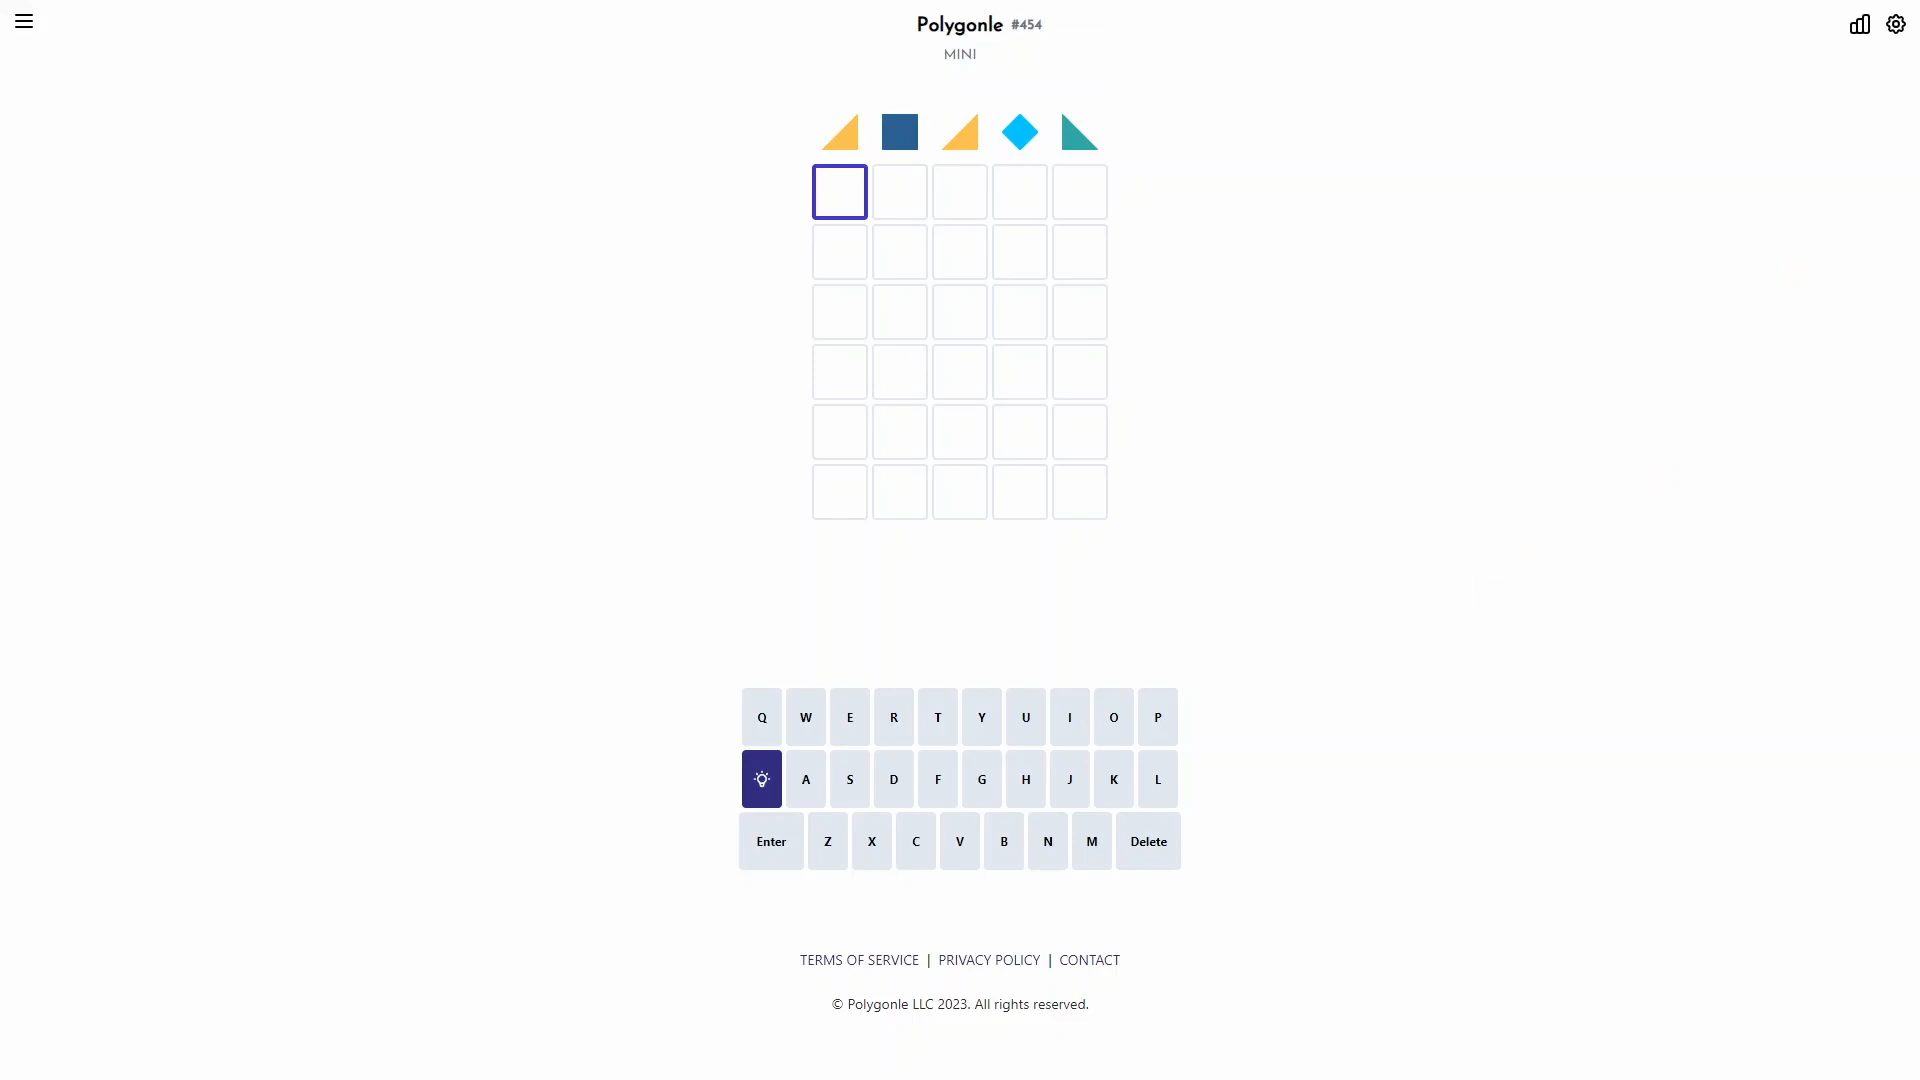 Polygonle #454
MINI
Q W E R T Y U I O P
A S D F G H J K L
Enter Z X C V B N M Delete
TERMS OF SERVICE | PRIVACY POLICY | CONTACT
© Polygonle LLC 2023. All rights reserved.